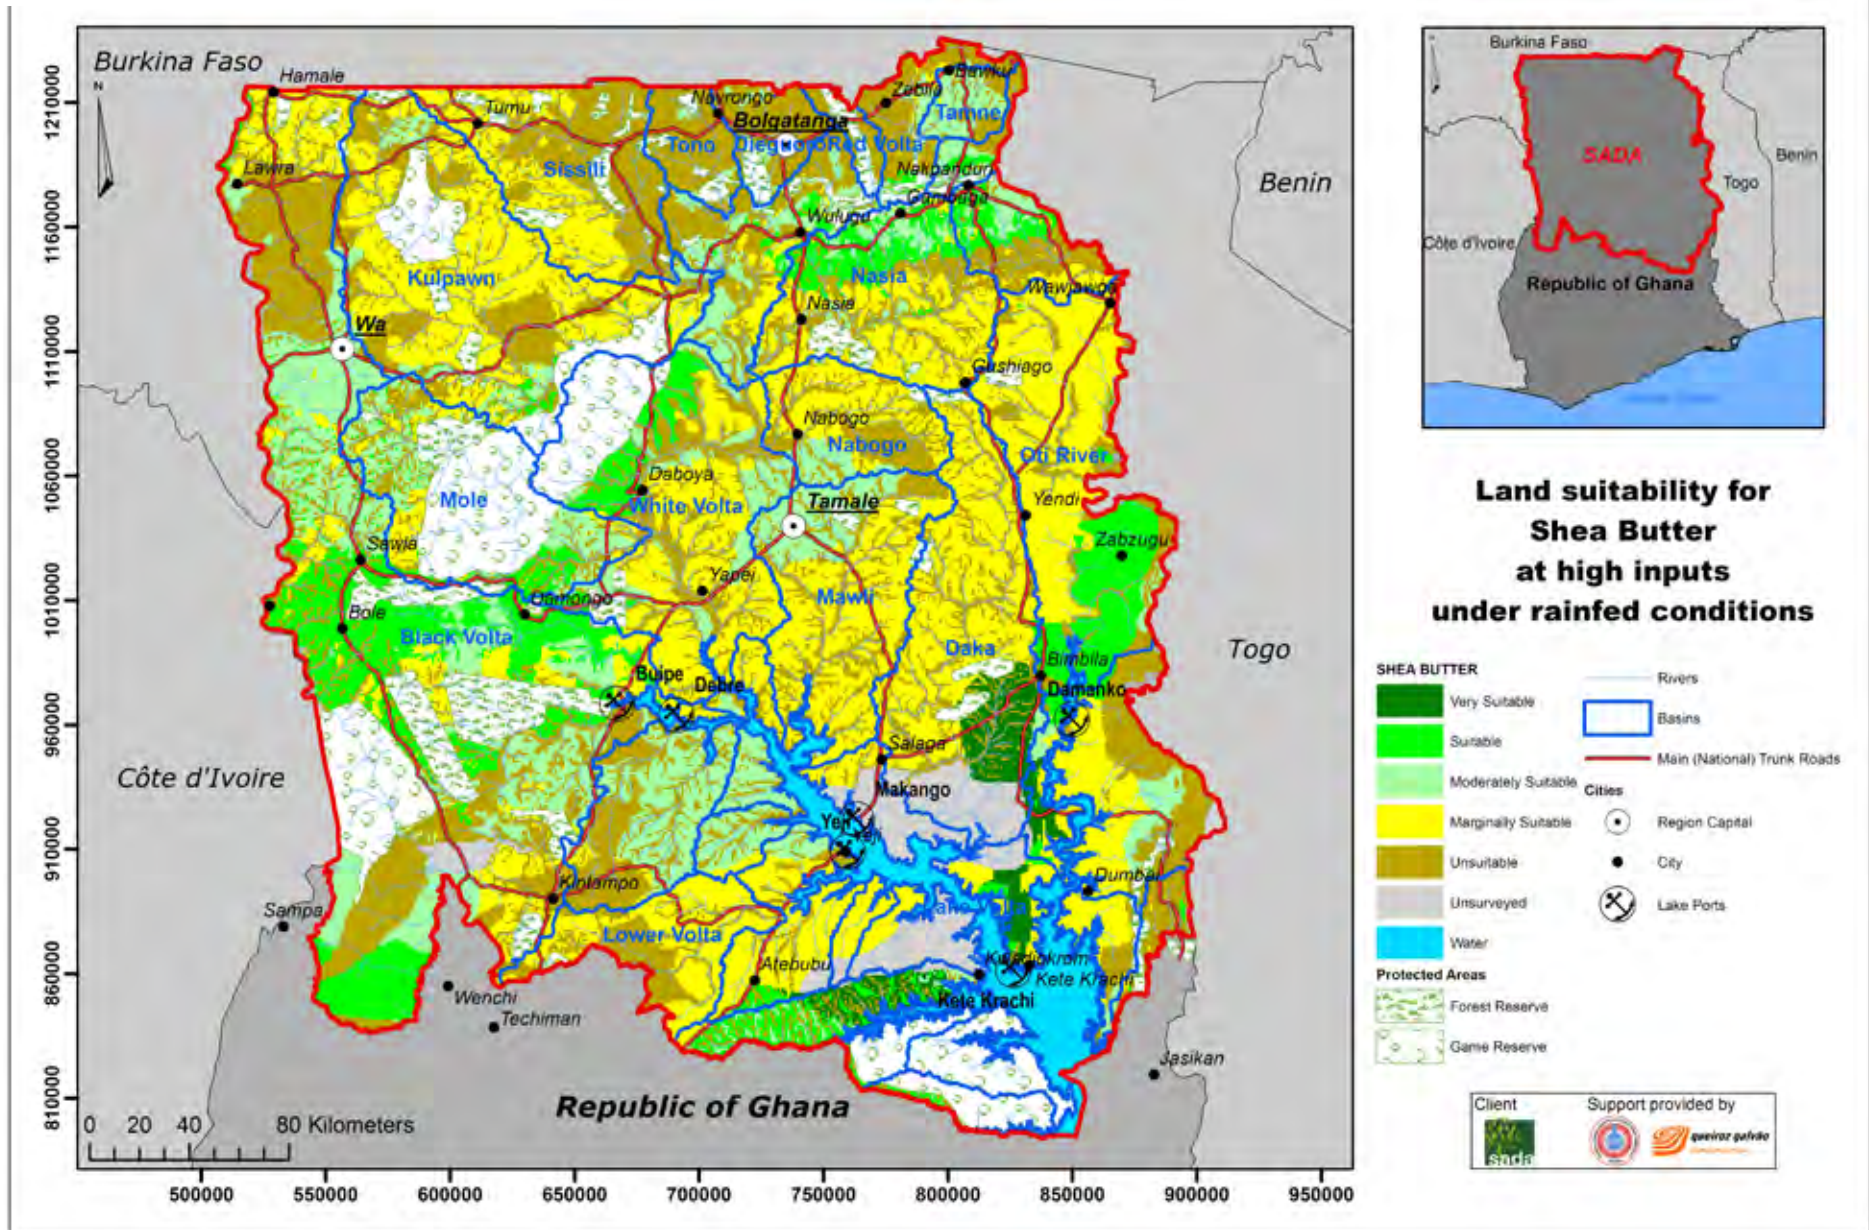 Burkina Faso
N
Hamale
Tumu
Navrongo
Bolgatanga
Zebila
Bawku
Tamne
Lawra
Sissili
Tono
Red Volta
Nakpanduri
Gambaga
Wulugu
Kulpawn
Nasia
Nasia
Wa
Gushiago
Nabogo
Nabogo
Oti River
Daboya
White Volta
Mole
Tamale
Yendi
Zabzugu
Sawla
Yapei
Damongo
Mawli
Bole
Black Volta
Daka
Bimbila
Buipe
Debre
Damanko
Salaga
Makango
Yeji
Yeji
Kintampo
Dumbai
Lower Volta
Sampa
Atebubu
Kete Krachi
Kete Krachi
Wenchi
Techiman
Jasikan
Benin
Togo
Côte d'Ivoire
Republic of Ghana
0 20 40 80 Kilometers
1210000
1160000
1110000
1060000
1010000
960000
910000
860000
810000
500000 550000 600000 650000 700000 750000 800000 850000 900000 950000
Burkina Faso
SADA
Benin
Togo
Côte d'Ivoire
Republic of Ghana
Land suitability for
Shea Butter
at high inputs
under rainfed conditions
SHEA BUTTER
Very Suitable
Suitable
Moderately Suitable
Marginally Suitable
Unsuitable
Unsurveyed
Water
Protected Areas
Forest Reserve
Game Reserve
Rivers
Basins
Main (National) Trunk Roads
Cities
Region Capital
City
Lake Ports
Client
Support provided by
sada
queiroz galvão